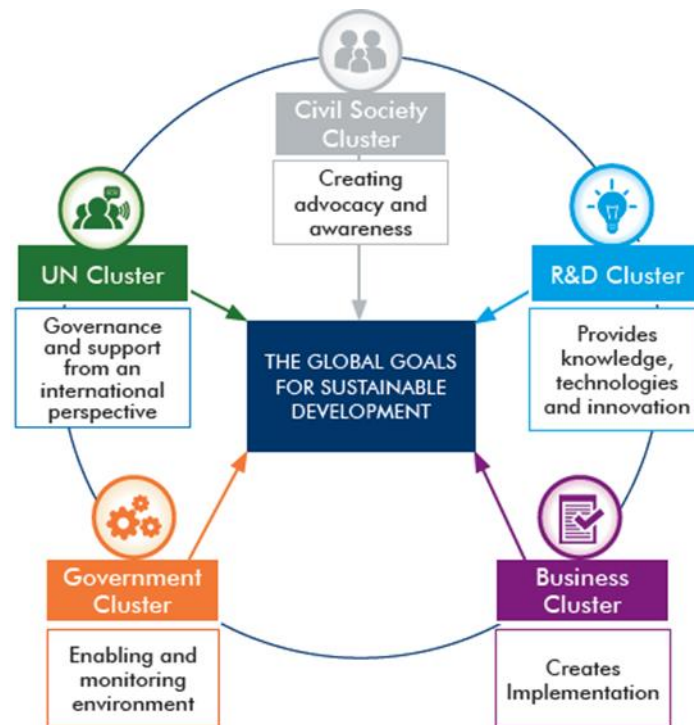 Civil Society
Cluster
Creating
advocacy and
awareness
UN Cluster
Governance
and support
from an
international
perspective
R&D Cluster
Provides
knowledge,
technologies
and innovation
THE GLOBAL GOALS
FOR SUSTAINABLE
DEVELOPMENT
Government
Cluster
Enabling and
monitoring
environment
Business
Cluster
Creates
Implementation